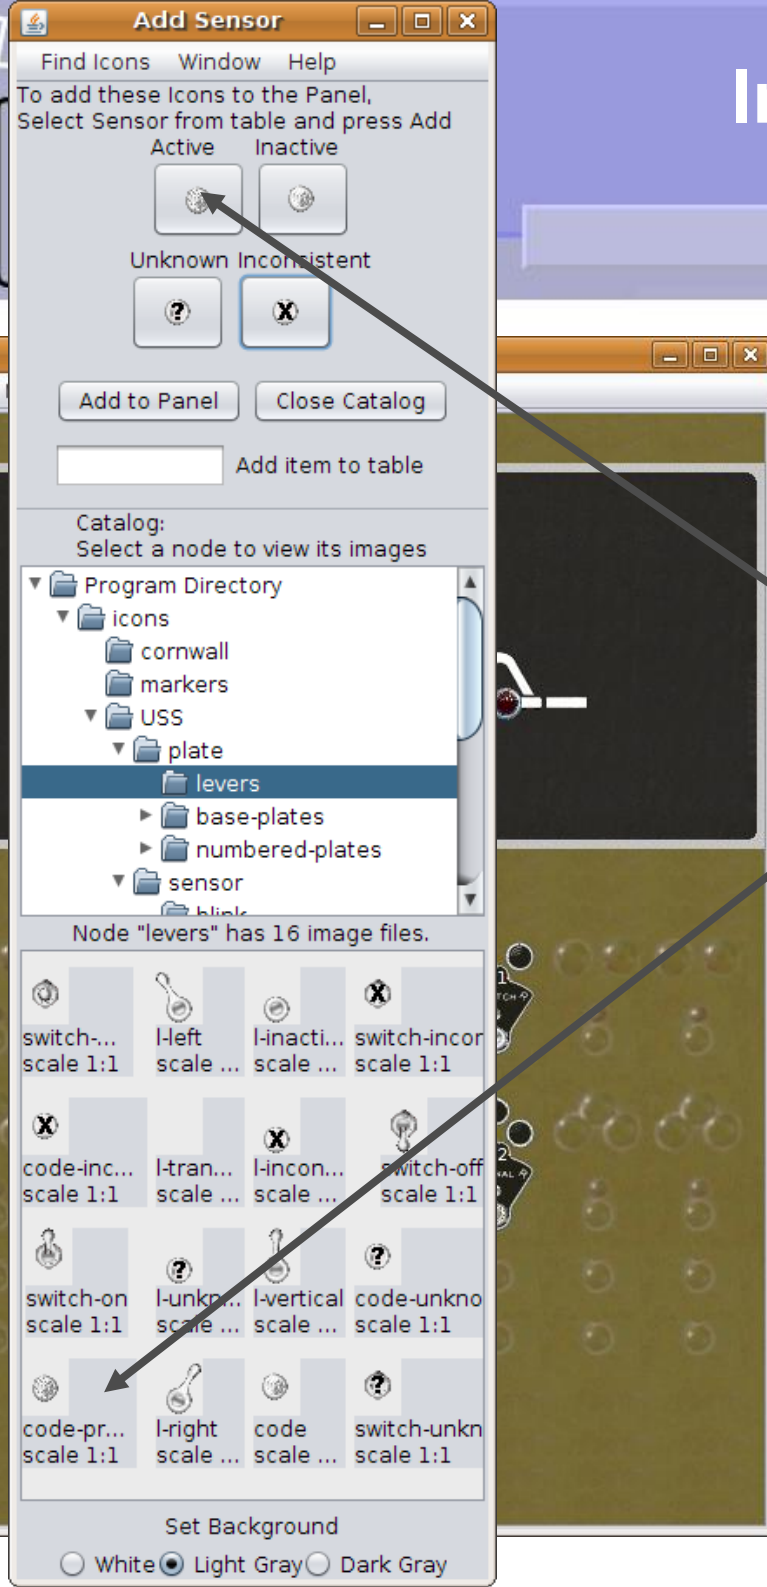 Add Sensor
Find Icons Window Help
To add these Icons to the Panel,
Select Sensor from table and press Add
Active Inactive
Unknown Inconsistent
? X
Add to Panel Close Catalog
Add item to table
Catalog:
Select a node to view its images
Program Directory
icons
cornwall
markers
USS
plate
levers
base-plates
numbered-plates
sensor
blink
Node "levers" has 16 image files.
X
switch-... l-left l-inacti... switch-incor
scale 1:1 scale ... scale ... scale 1:1
X X
code-inc... l-tran... l-incon... switch-off
scale 1:1 scale ... scale ... scale 1:1
? ?
switch-on l-unkn... l-vertical code-unkno
scale 1:1 scale ... scale ... scale 1:1
?
code-pr... l-right code switch-unkn
scale 1:1 scale ... scale ... scale 1:1
Set Background
White Light Gray Dark Gray
1
2